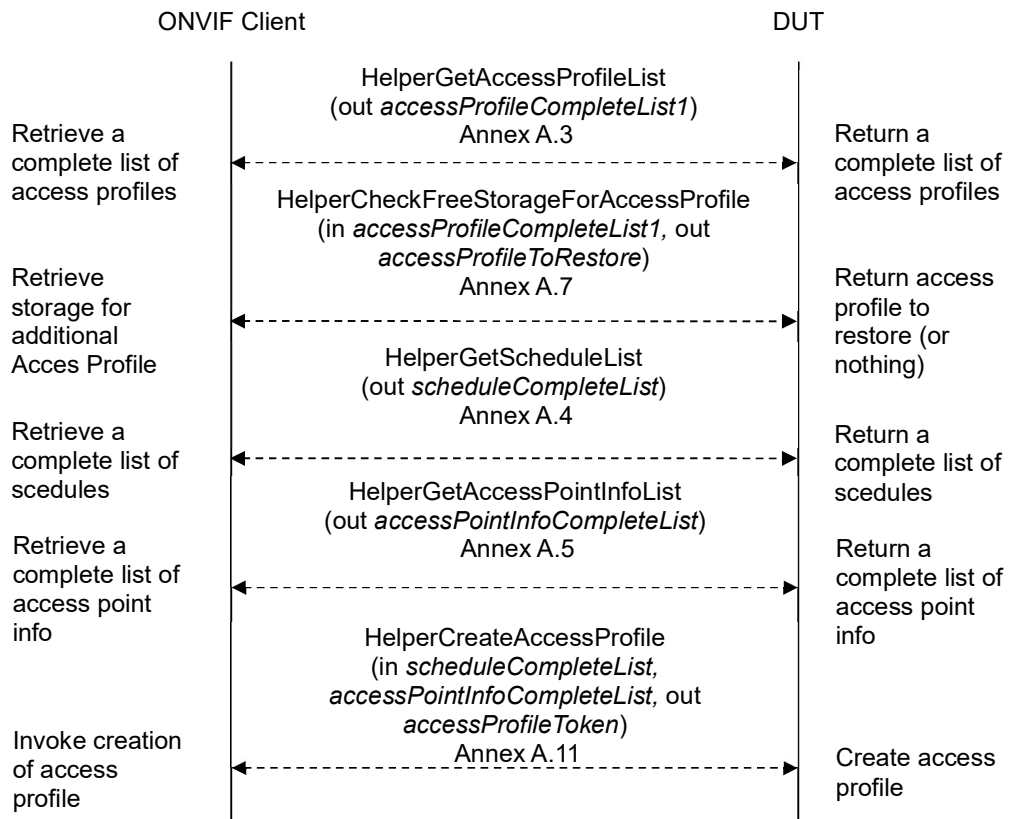 ONVIF Client
DUT
HelperGetAccessProfileList
(out accessProfileCompleteList1)
Annex A.3
Retrieve a
complete list of
access profiles
Return a
complete list of
access profiles
HelperCheckFreeStorageForAccessProfile
(in accessProfileCompleteList1, out
accessProfileToRestore)
Annex A.7
Retrieve
storage for
additional
Acces Profile
Return access
profile to
restore (or
nothing)
HelperGetScheduleList
(out scheduleCompleteList)
Annex A.4
Retrieve a
complete list of
scedules
Return a
complete list of
scedules
HelperGetAccessPointInfoList
(out accessPointInfoCompleteList)
Annex A.5
Retrieve a
complete list of
access point
info
Return a
complete list of
access point
info
HelperCreateAccessProfile
(in scheduleCompleteList,
accessPointInfoCompleteList, out
accessProfileToken)
Annex A.11
Invoke creation
of access
profile
Create access
profile